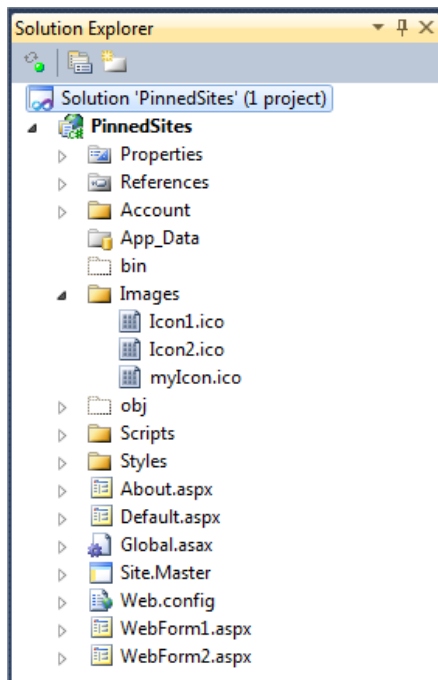 Solution Explorer
Solution 'PinnedSites' (1 project)
PinnedSites
Properties
References
Account
App_Data
bin
Images
Icon1.ico
Icon2.ico
myIcon.ico
obj
Scripts
Styles
About.aspx
Default.aspx
Global.asax
Site.Master
Web.config
WebForm1.aspx
WebForm2.aspx